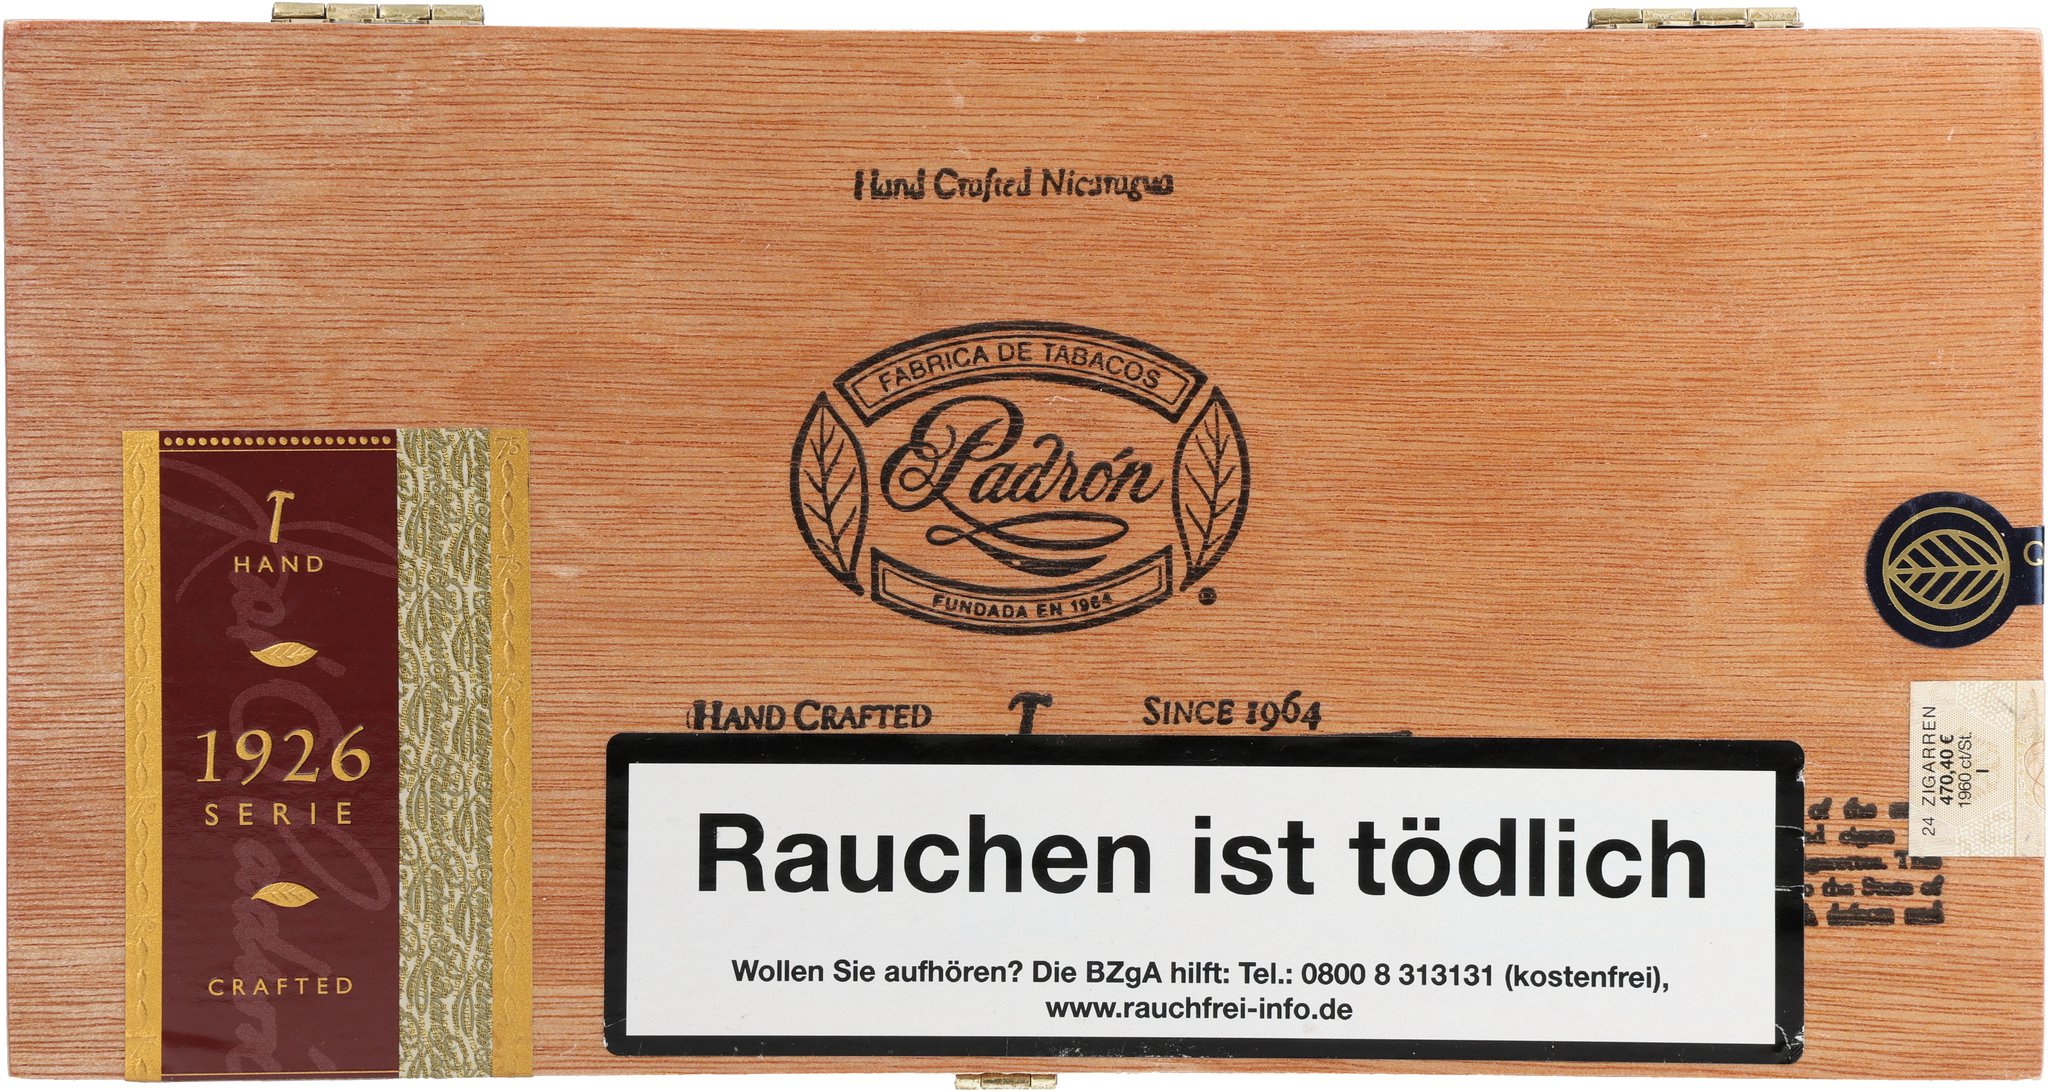 Hand Crafted Nicaragua
FABRICA DE TABACOS
Padrón
FUNDADA EN 1964
®
HAND CRAFTED SINCE 1964
HAND
1926
SERIE
CRAFTED
24 ZIGARREN
470,40 €
1960 ct/St.
I
Rauchen ist tödlich
Wollen Sie aufhören? Die BZgA hilft: Tel.: 0800 8 313131 (kostenfrei),
www.rauchfrei-info.de